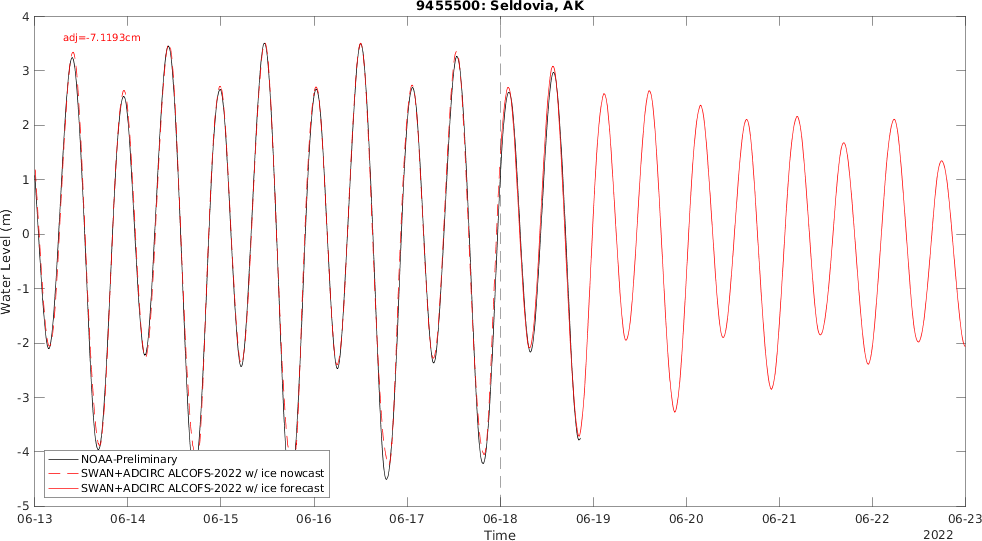 9455500: Seldovia, AK
adj=-7.1193cm
4
3
2
1
0
-1
-2
-3
-4
-5
Water Level (m)
NOAA-Preliminary
SWAN+ADCIRC ALCOFS-2022 w/ ice nowcast
SWAN+ADCIRC ALCOFS-2022 w/ ice forecast
06-13 06-14 06-15 06-16 06-17 06-18 06-19 06-20 06-21 06-22 06-23
Time
2022